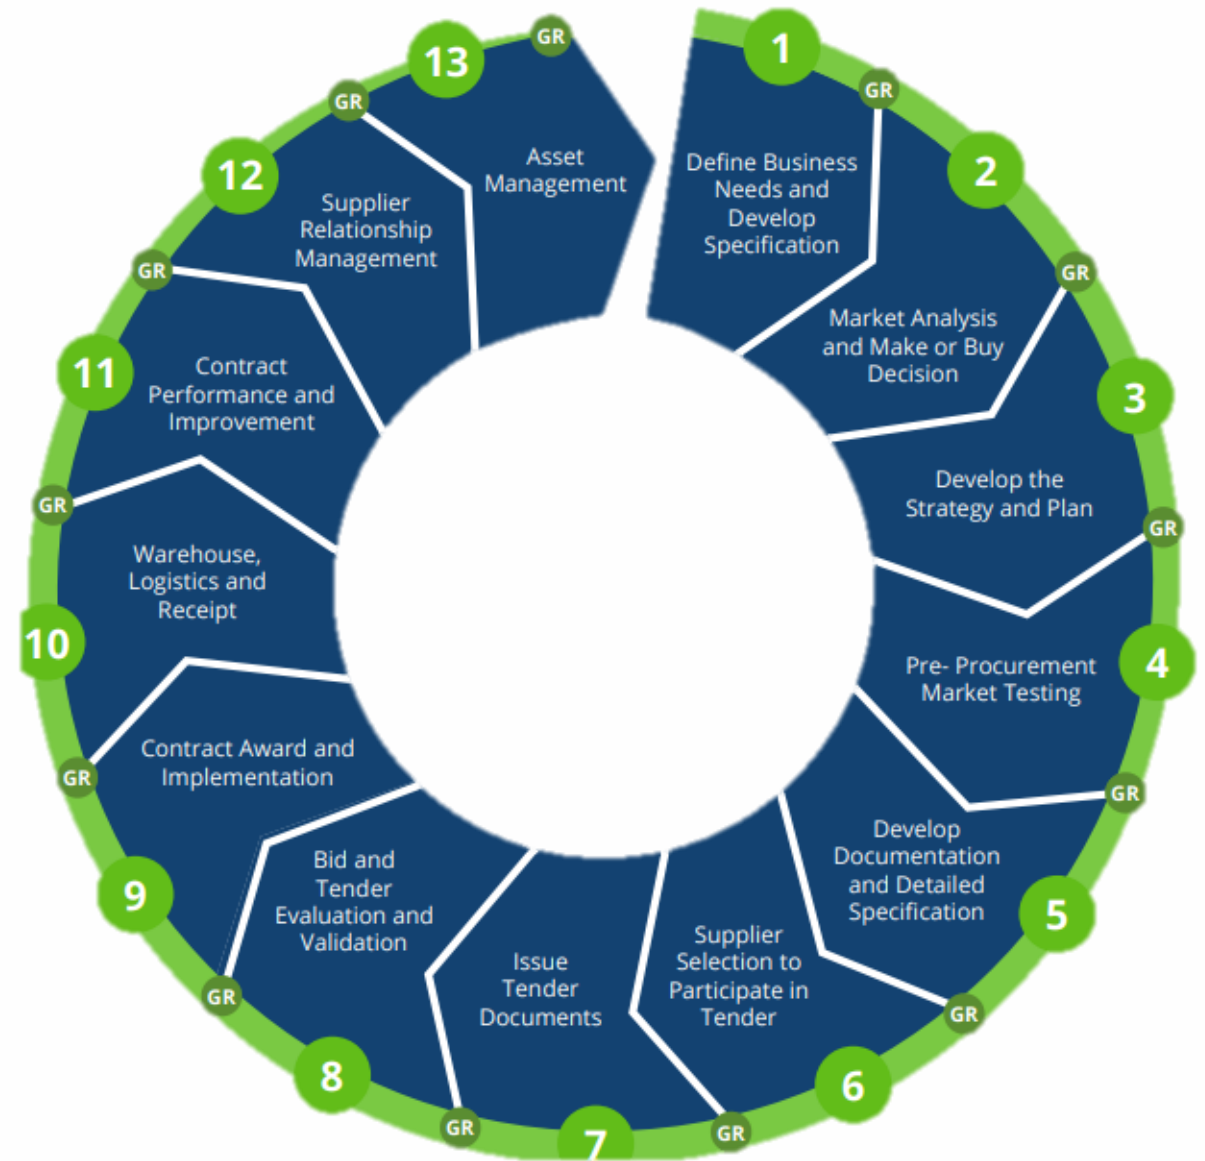 1
GR
Define Business
Needs and
Develop
Specification
2
GR
Market Analysis
and Make or Buy
Decision
3
GR
Develop the
Strategy and Plan
4
GR
Pre- Procurement
Market Testing
5
GR
Develop
Documentation
and Detailed
Specification
6
GR
Supplier
Selection to
Participate in
Tender
7
GR
Issue
Tender
Documents
8
GR
Bid and
Tender
Evaluation and
Validation
9
GR
Contract Award and
Implementation
10
GR
Warehouse,
Logistics and
Receipt
11
GR
Contract
Performance and
Improvement
12
GR
Supplier
Relationship
Management
13
GR
Asset
Management